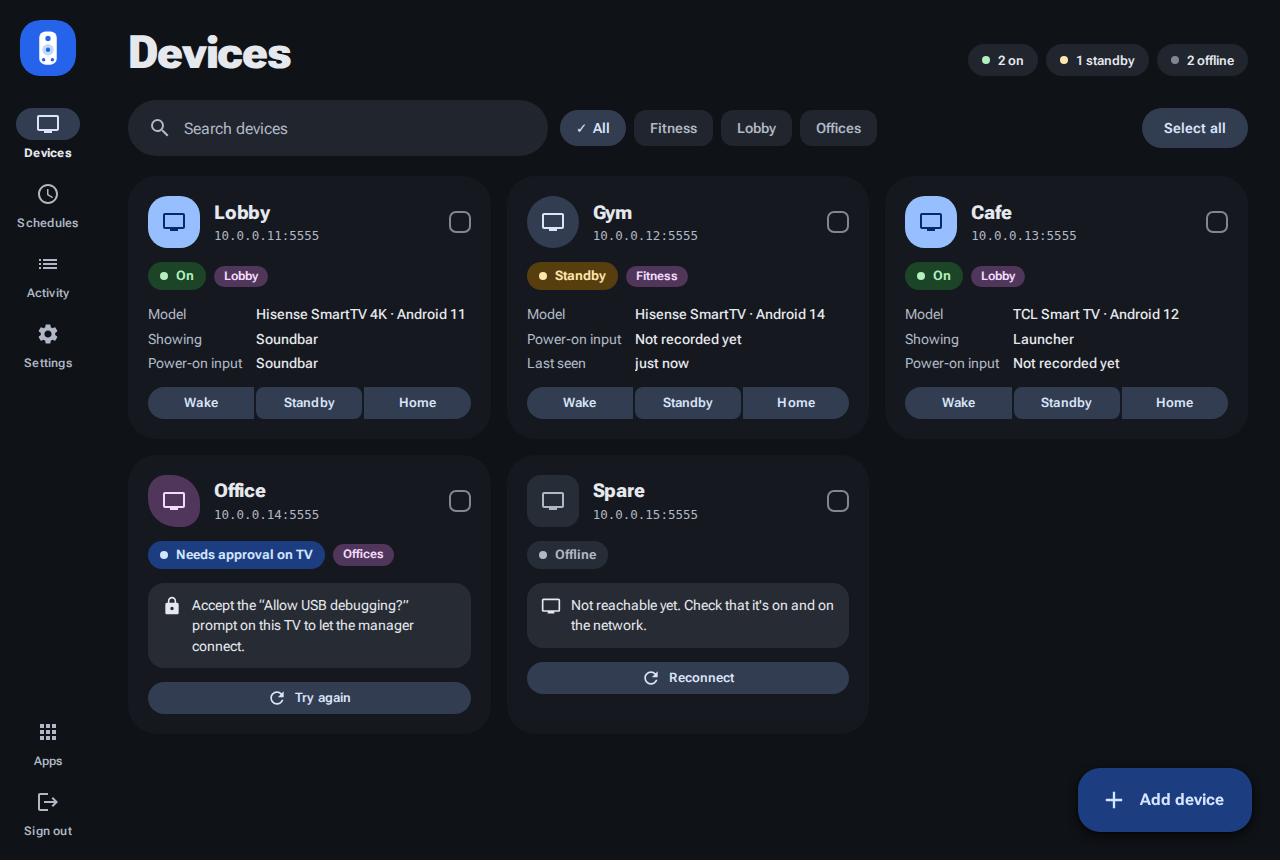 Devices
2 on
1 standby
2 offline
Devices
Schedules
Activity
Settings
Apps
Sign out
Search devices
✓ All
Fitness
Lobby
Offices
Select all
Lobby
10.0.0.11:5555
On
Lobby
Model Hisense SmartTV 4K · Android 11
Showing Soundbar
Power-on input Soundbar
Wake Standby Home
Gym
10.0.0.12:5555
Standby
Fitness
Model Hisense SmartTV · Android 14
Power-on input Not recorded yet
Last seen just now
Wake Standby Home
Cafe
10.0.0.13:5555
On
Lobby
Model TCL Smart TV · Android 12
Showing Launcher
Power-on input Not recorded yet
Wake Standby Home
Office
10.0.0.14:5555
Needs approval on TV
Offices
Accept the “Allow USB debugging?”
prompt on this TV to let the manager
connect.
Try again
Spare
10.0.0.15:5555
Offline
Not reachable yet. Check that it's on and on
the network.
Reconnect
Add device